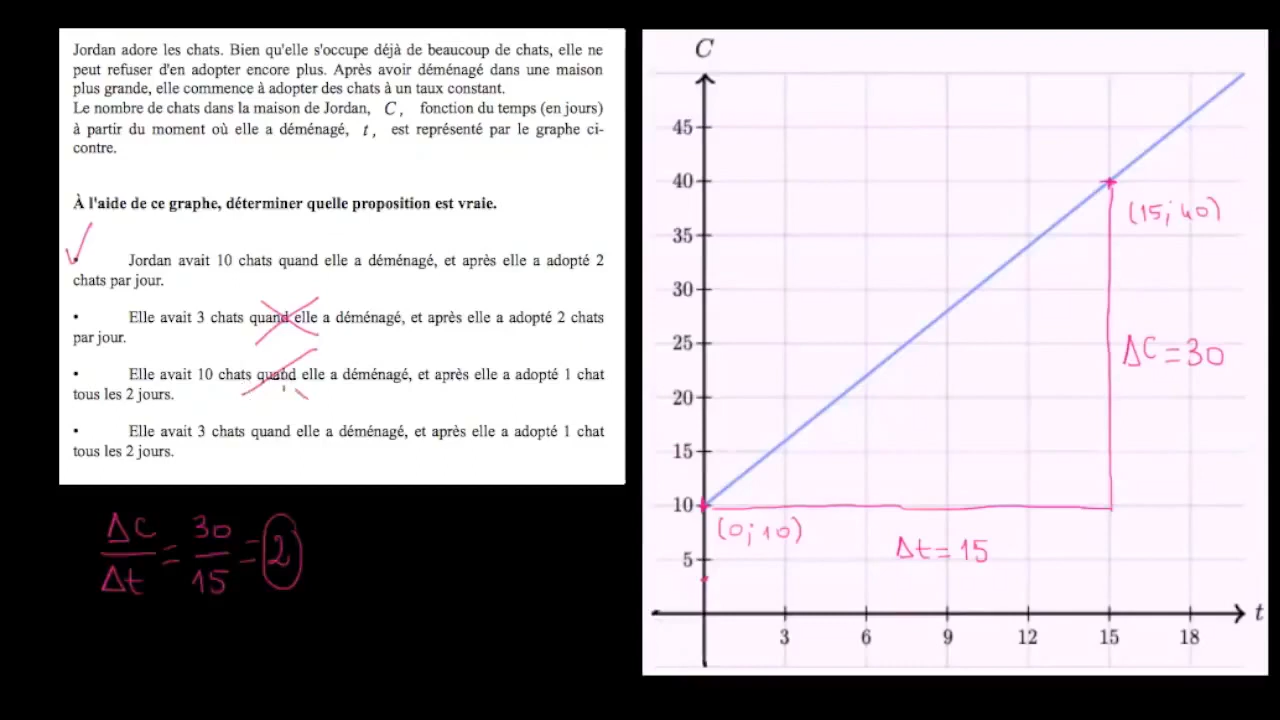 Jordan adore les chats. Bien qu'elle s'occupe déjà de beaucoup de chats, elle ne
peut refuser d'en adopter encore plus. Après avoir déménagé dans une maison
plus grande, elle commence à adopter des chats à un taux constant.
Le nombre de chats dans la maison de Jordan, C, fonction du temps (en jours)
à partir du moment où elle a déménagé, t, est représenté par le graphe ci-
contre.
À l'aide de ce graphe, déterminer quelle proposition est vraie.
• Jordan avait 10 chats quand elle a déménagé, et après elle a adopté 2
chats par jour.
• Elle avait 3 chats quand elle a déménagé, et après elle a adopté 2 chats
par jour.
• Elle avait 10 chats quand elle a déménagé, et après elle a adopté 1 chat
tous les 2 jours.
• Elle avait 3 chats quand elle a déménagé, et après elle a adopté 1 chat
tous les 2 jours.
ΔC/Δt = 30/15 = 2
C
45
40
(15; 40)
35
30
ΔC = 30
25
20
15
10
(0; 10)
Δt = 15
5
t
3 6 9 12 15 18